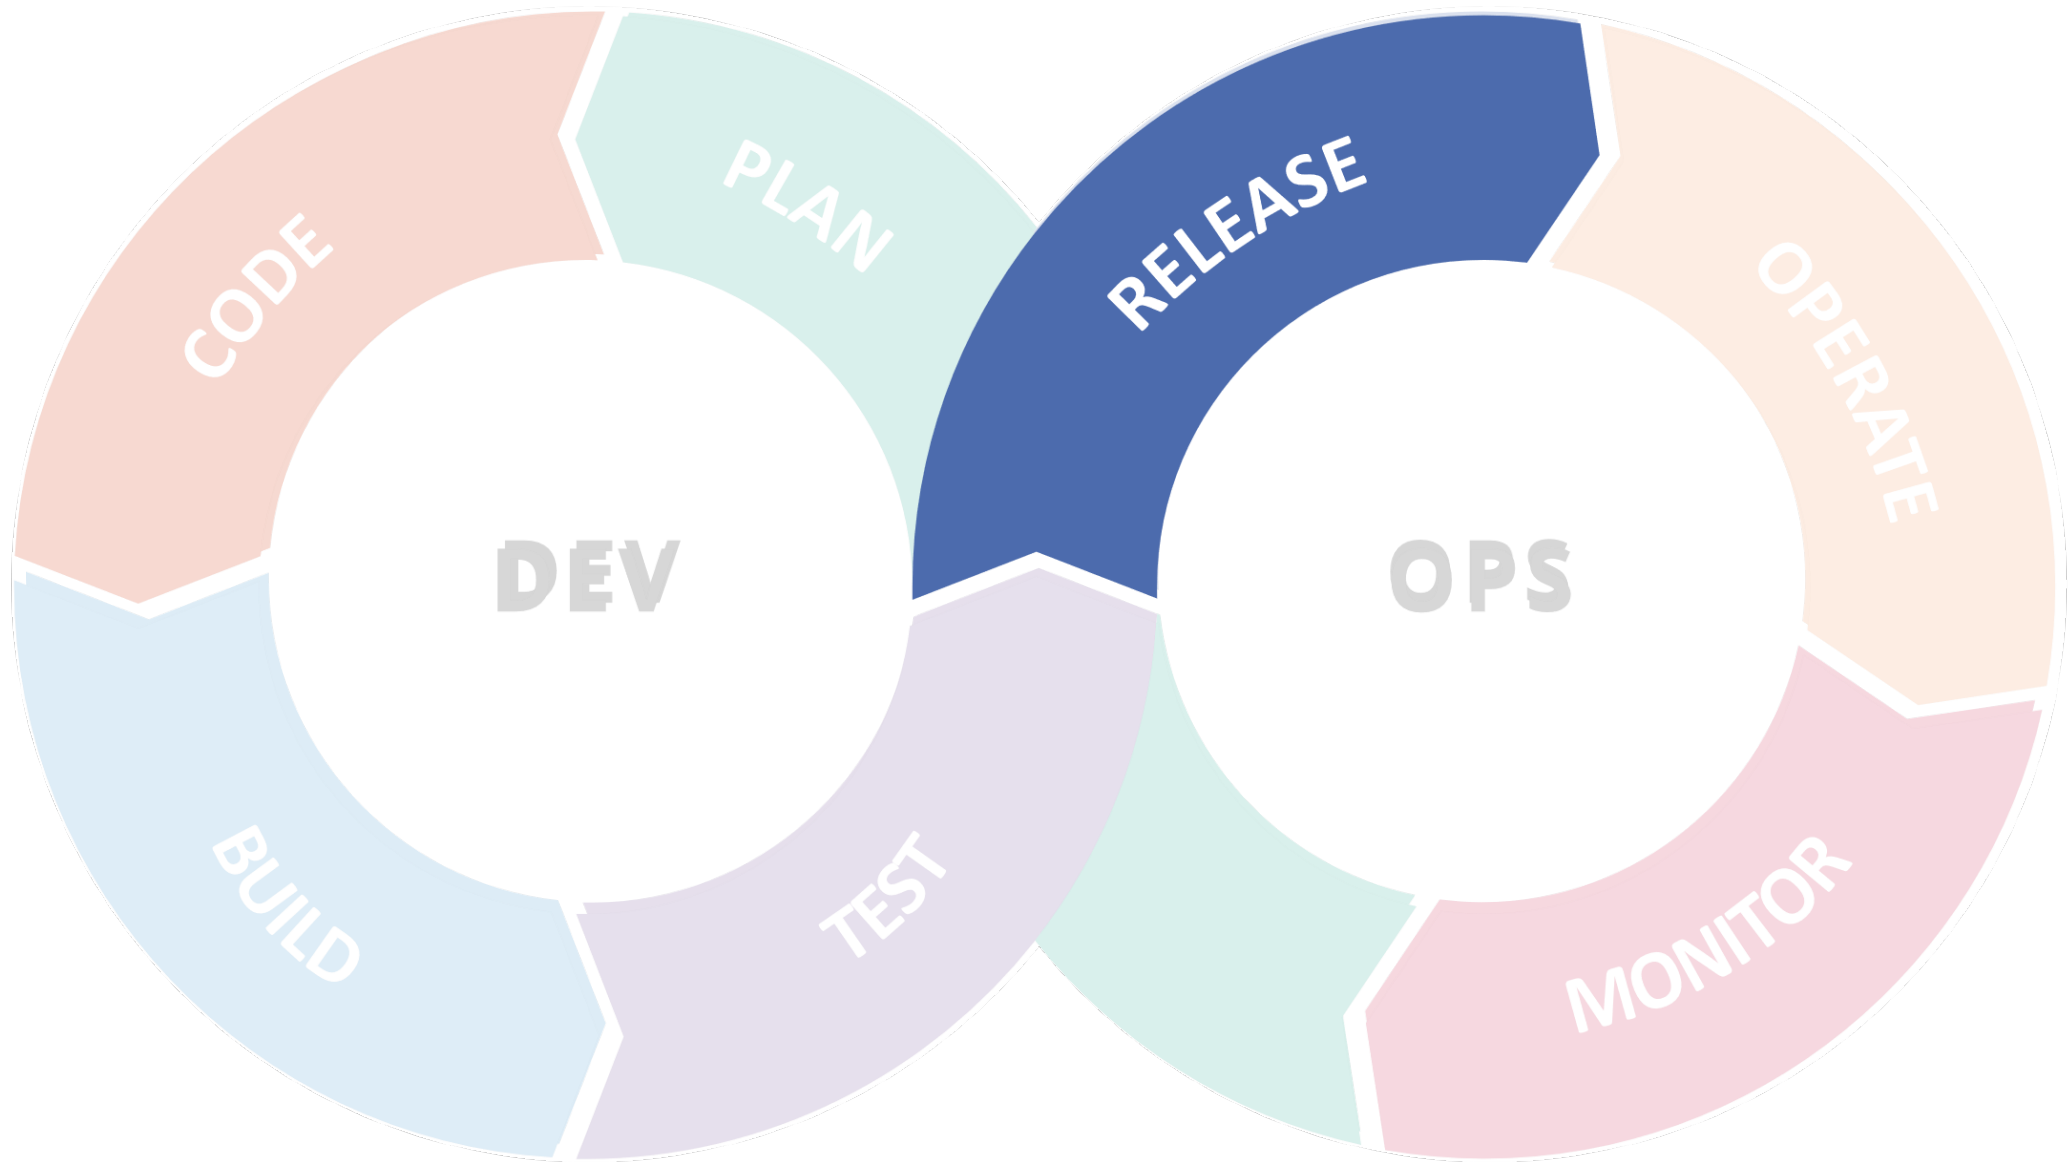 PLAN
CODE
BUILD
TEST
RELEASE
OPERATE
MONITOR
DEV
OPS